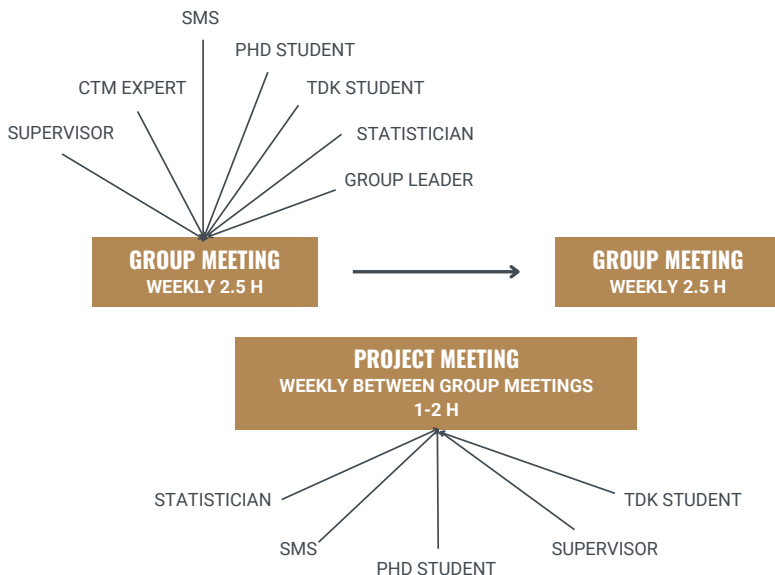 SMS
PHD STUDENT
CTM EXPERT
TDK STUDENT
SUPERVISOR
STATISTICIAN
GROUP LEADER
GROUP MEETING
WEEKLY 2.5 H
GROUP MEETING
WEEKLY 2.5 H
PROJECT MEETING
WEEKLY BETWEEN GROUP MEETINGS
1-2 H
STATISTICIAN
TDK STUDENT
SMS
SUPERVISOR
PHD STUDENT